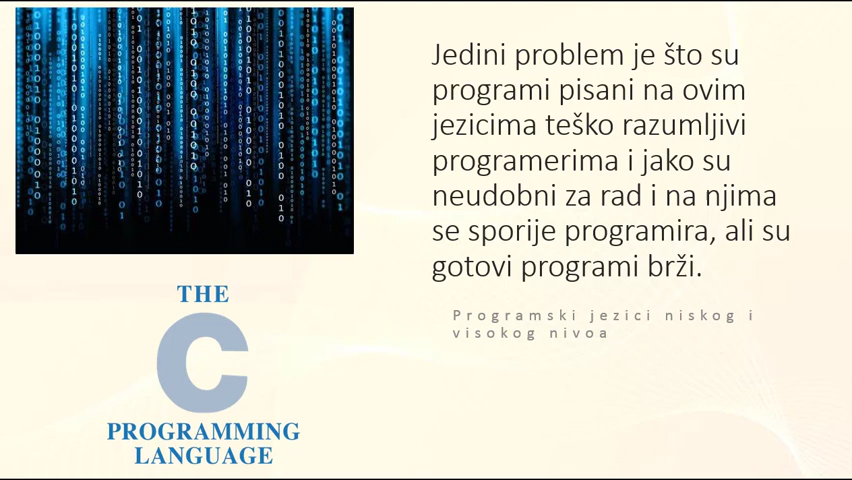 Jedini problem je što su
programi pisani na ovim
jezicima teško razumljivi
programerima i jako su
neudobni za rad i na njima
se sporije programira, ali su
gotovi programi brži.
Programski jezici niskog i
visokog nivoa
THE
C
PROGRAMMING
LANGUAGE